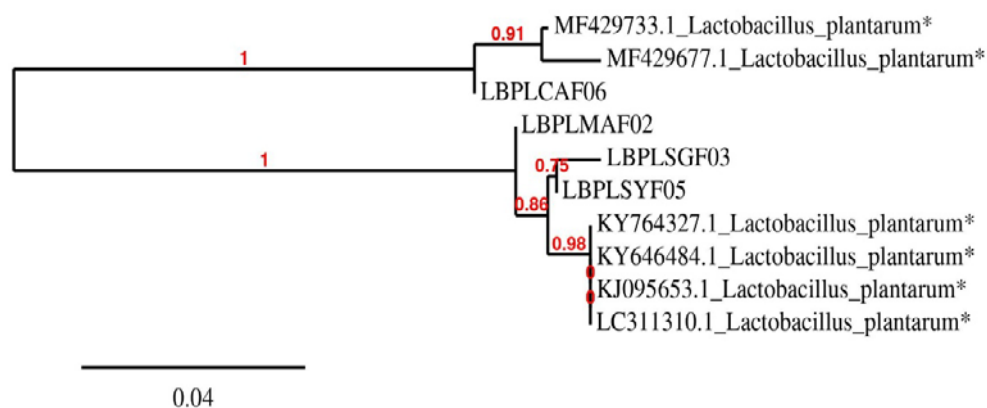 MF429733.1_Lactobacillus_plantarum*
0.91
1
MF429677.1_Lactobacillus_plantarum*
LBPLCAF06
LBPLMAF02
1
LBPLSGF03
0.75
LBPLSYF05
0.86
KY764327.1_Lactobacillus_plantarum*
0.98
KY646484.1_Lactobacillus_plantarum*
0
KJ095653.1_Lactobacillus_plantarum*
0
LC311310.1_Lactobacillus_plantarum*
0.04